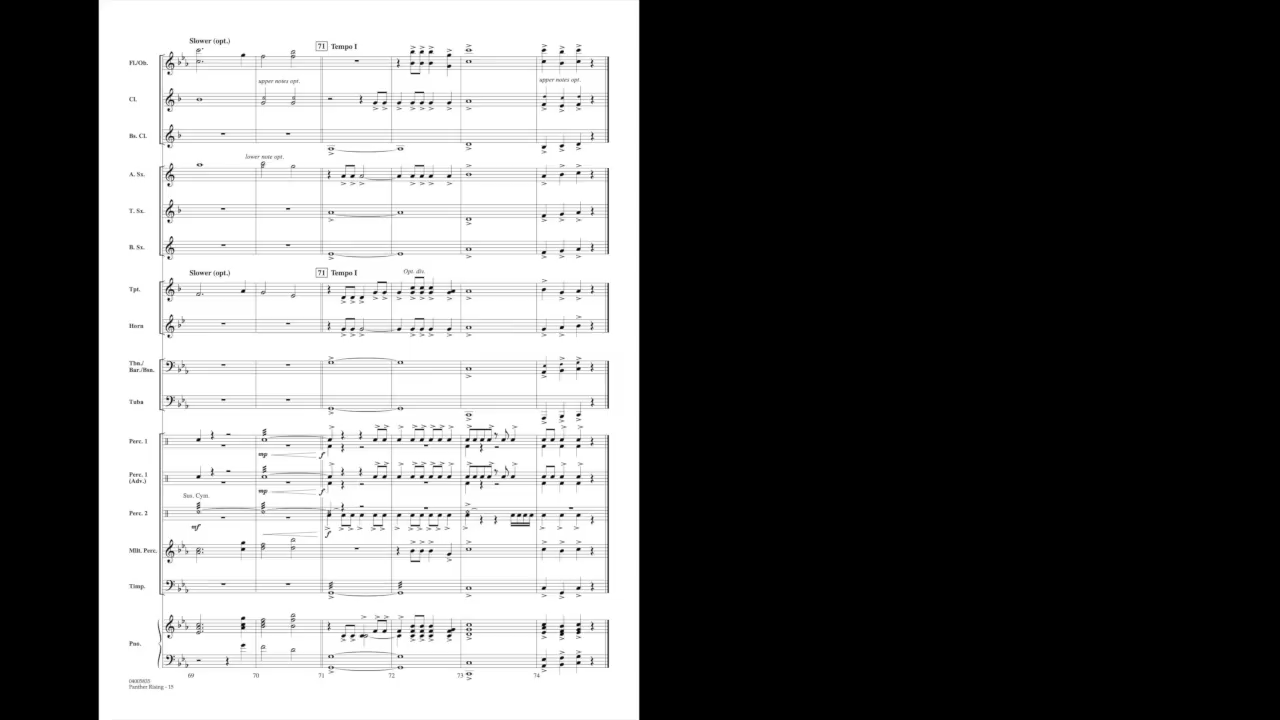 Slower (opt.)
71 Tempo I
Fl./Ob.
upper notes opt.
upper notes opt.
Cl.
Bs. Cl.
lower note opt.
A. Sx.
T. Sx.
B. Sx.
Slower (opt.)
71 Tempo I
Opt. div.
Tpt.
Horn
Tbn./
Bar./Bsn.
Tuba
Perc. 1
mp
f
Perc. 1
(Adv.)
mp
f
Sus. Cym.
Perc. 2
mf
f
Mlt. Perc.
Timp.
Pno.
69 70 71 72 73 74
Panther Rising - 15